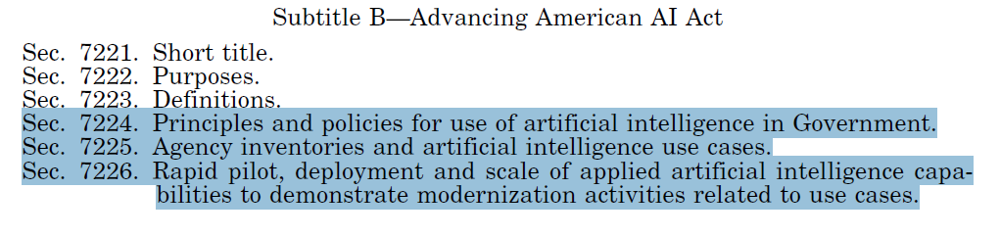 Subtitle B—Advancing American AI Act
Sec. 7221. Short title.
Sec. 7222. Purposes.
Sec. 7223. Definitions.
Sec. 7224. Principles and policies for use of artificial intelligence in Government.
Sec. 7225. Agency inventories and artificial intelligence use cases.
Sec. 7226. Rapid pilot, deployment and scale of applied artificial intelligence capa-
bilities to demonstrate modernization activities related to use cases.